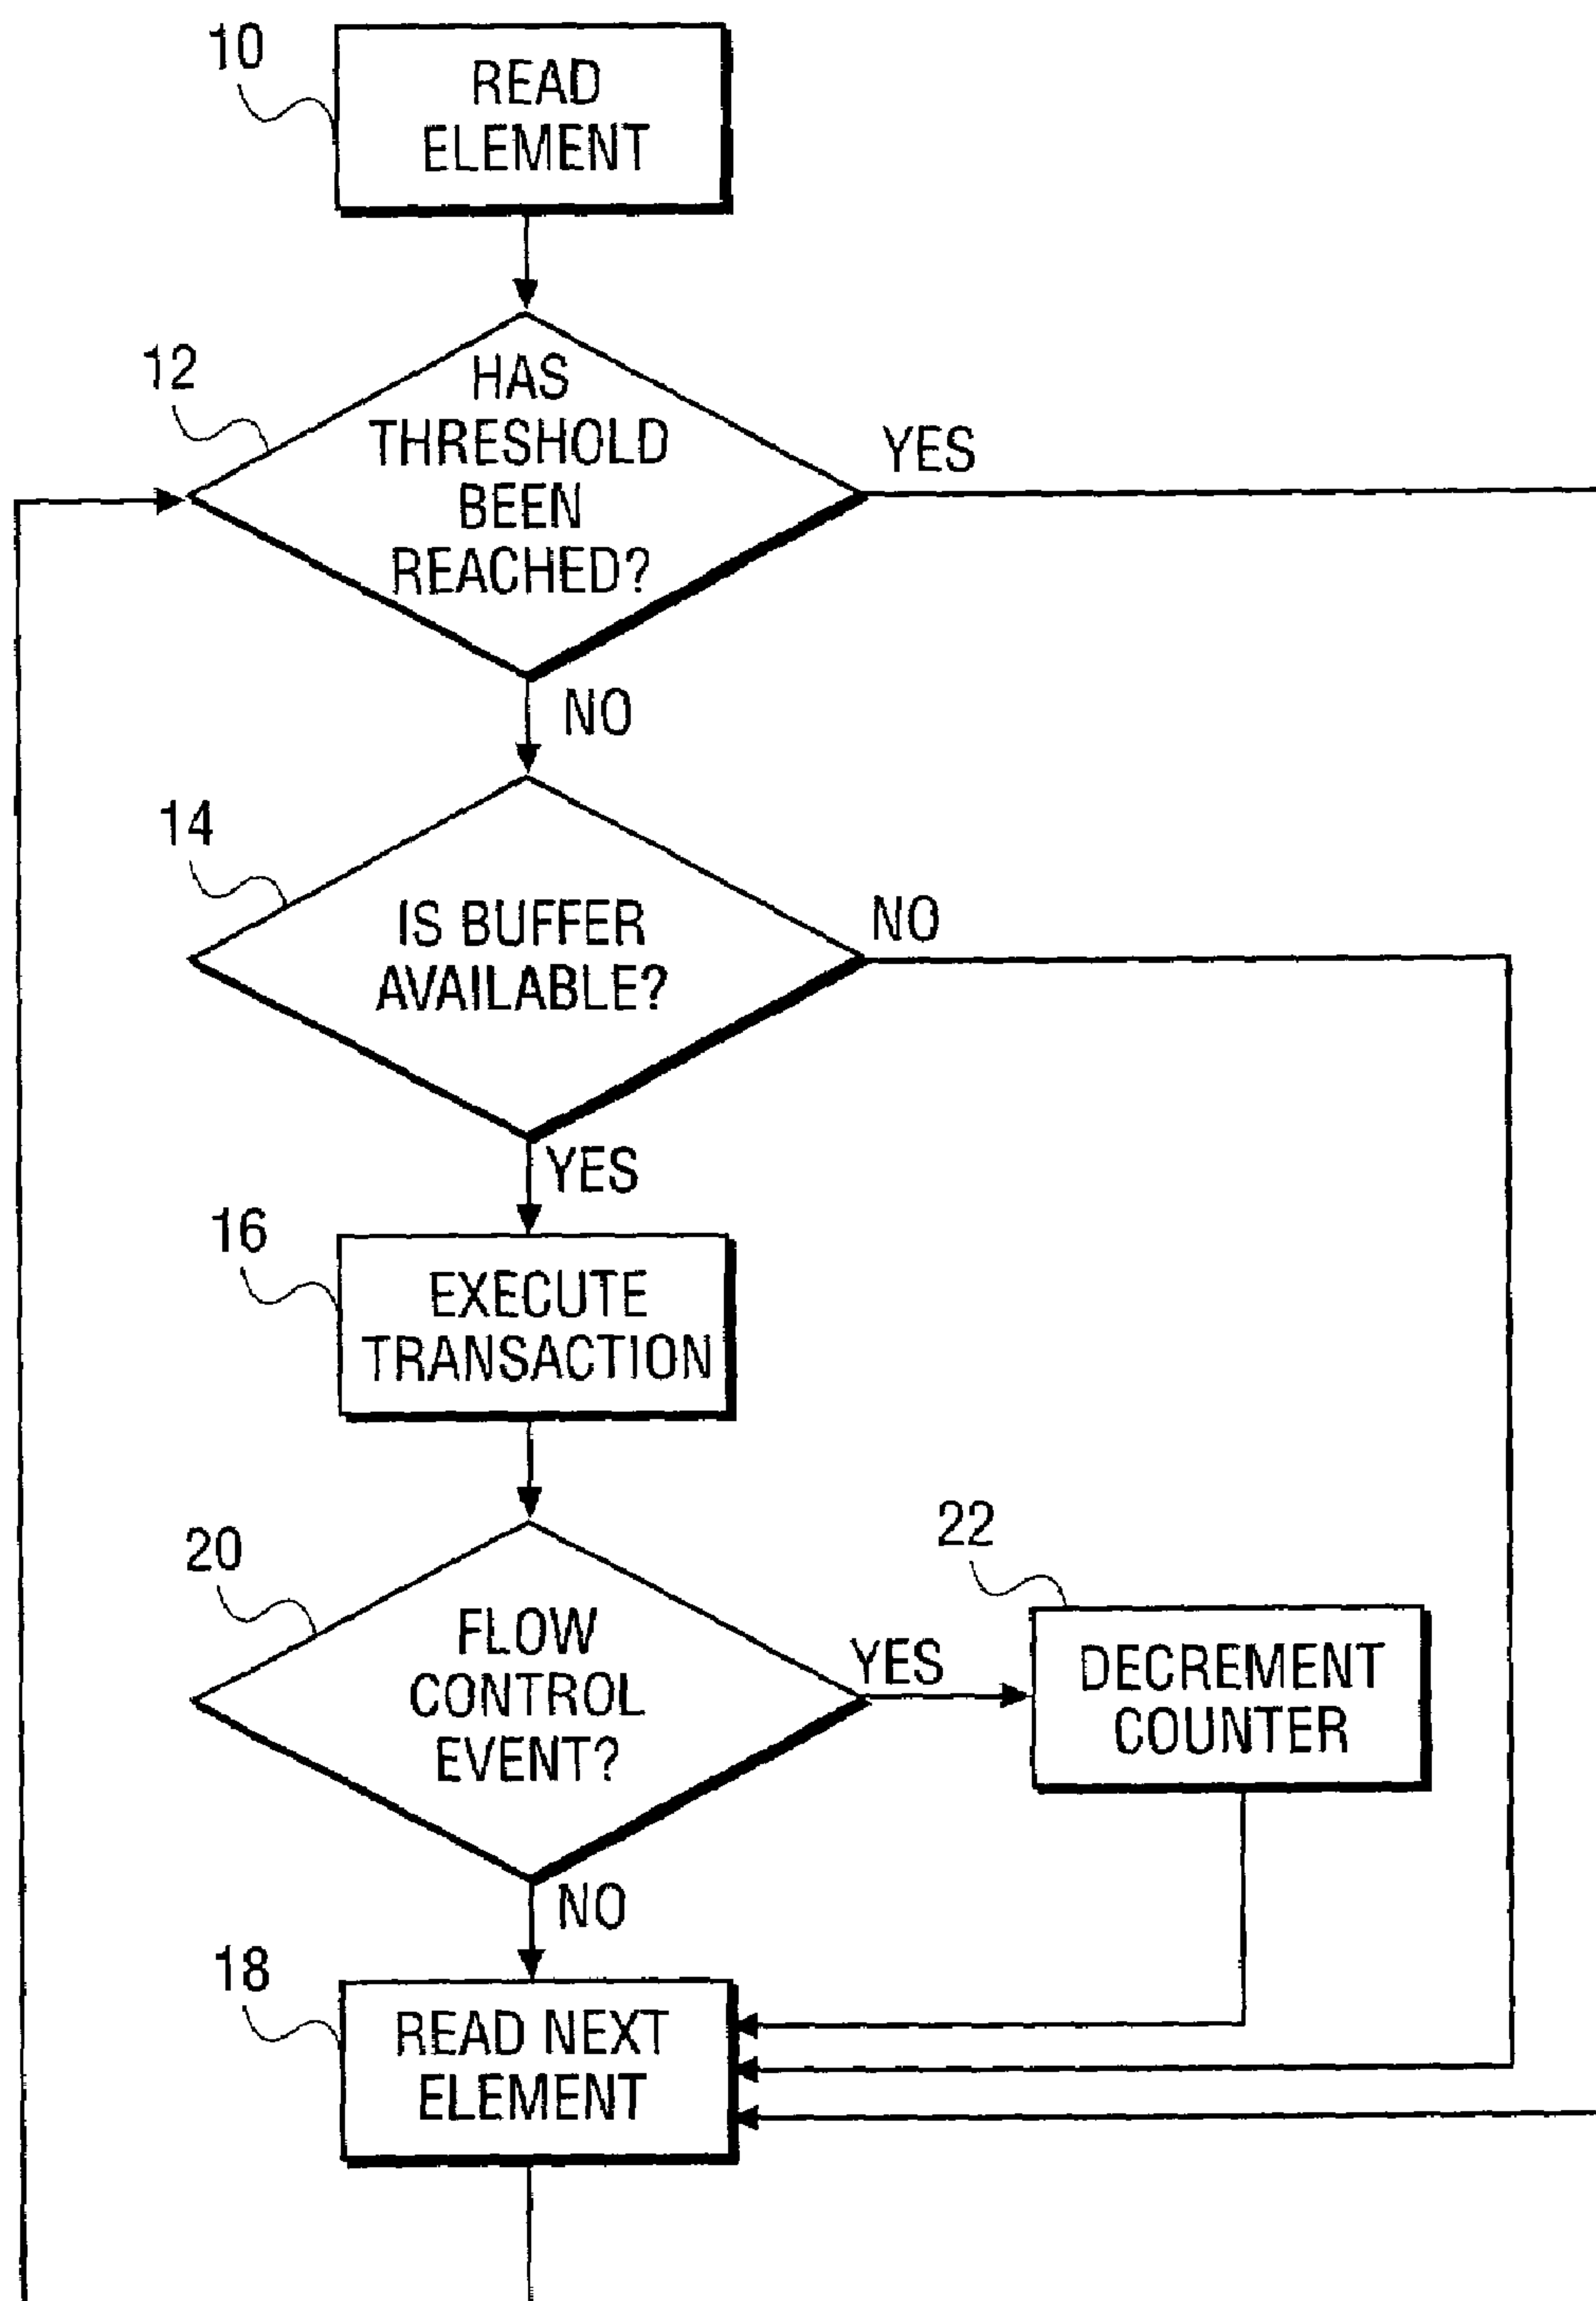 10
READ
ELEMENT
12
HAS
THRESHOLD
BEEN
REACHED?
YES
NO
14
IS BUFFER
AVAILABLE?
NO
YES
16
EXECUTE
TRANSACTION
20
FLOW
CONTROL
EVENT?
YES
22
DECREMENT
COUNTER
NO
18
READ NEXT
ELEMENT